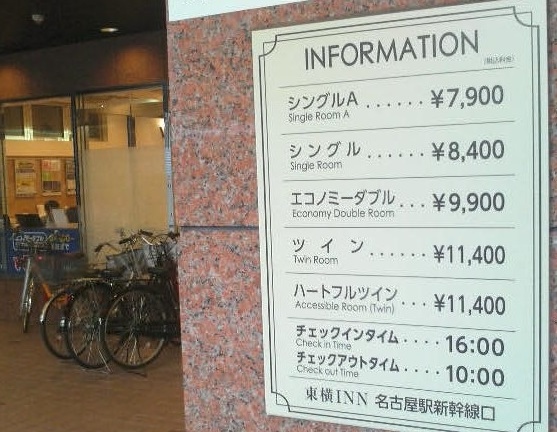 INFORMATION
(税込料金)
シングルA ...... ¥7,900
Single Room A
シングル ...... ¥8,400
Single Room
エコノミーダブル ..... ¥9,900
Economy Double Room
ツイン ...... ¥11,400
Twin Room
ハートフルツイン ... ¥11,400
Accessible Room (Twin)
チェックインタイム .... 16:00
Check in Time
チェックアウトタイム .... 10:00
Check out Time
東横INN 名古屋駅新幹線口